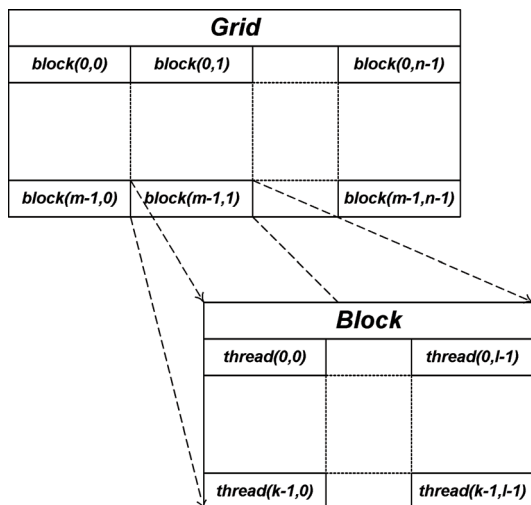 Grid
block(0,0) block(0,1) block(0,n-1)
block(m-1,0) block(m-1,1) block(m-1,n-1)
Block
thread(0,0) thread(0,l-1)
thread(k-1,0) thread(k-1,l-1)